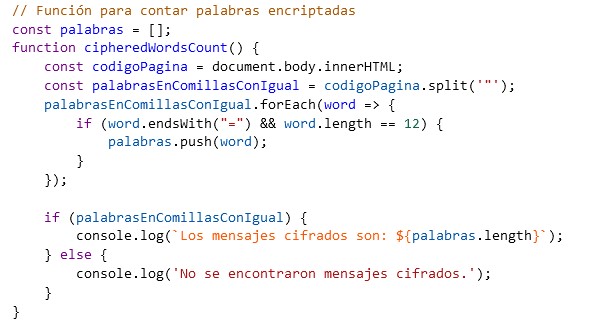 // Función para contar palabras encriptadas
const palabras = [];
function cipheredWordsCount() {
    const codigoPagina = document.body.innerHTML;
    const palabrasEnComillasConIgual = codigoPagina.split('"');
    palabrasEnComillasConIgual.forEach(word => {
        if (word.endsWith("=") && word.length == 12) {
            palabras.push(word);
        }
    });

    if (palabrasEnComillasConIgual) {
        console.log(`Los mensajes cifrados son: ${palabras.length}`);
    } else {
        console.log('No se encontraron mensajes cifrados.');
    }
}